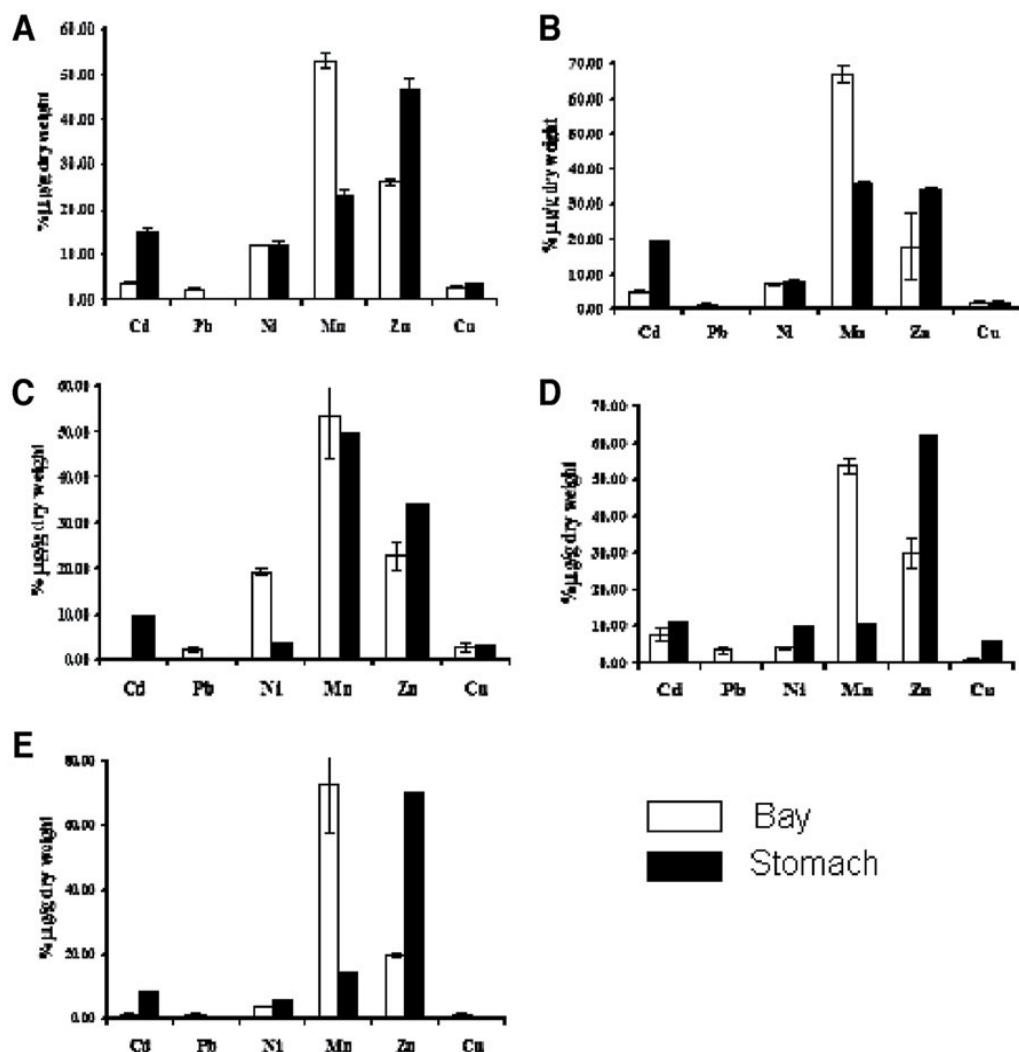 A
% µg/g dry weight
60.00
50.00
40.00
30.00
20.00
10.00
0.00
Cd Pb Ni Mn Zn Cu
B
% µg/g dry weight
70.00
60.00
50.00
40.00
30.00
20.00
10.00
0.00
Cd Pb Ni Mn Zn Cu
C
% µg/g dry weight
60.00
50.00
40.00
30.00
20.00
10.00
0.00
Cd Pb Ni Mn Zn Cu
D
% µg/g dry weight
70.00
60.00
50.00
40.00
30.00
20.00
10.00
0.00
Cd Pb Ni Mn Zn Cu
E
% µg/g dry weight
80.00
60.00
40.00
20.00
0.00
Cd Pb Ni Mn Zn Cu
Bay
Stomach